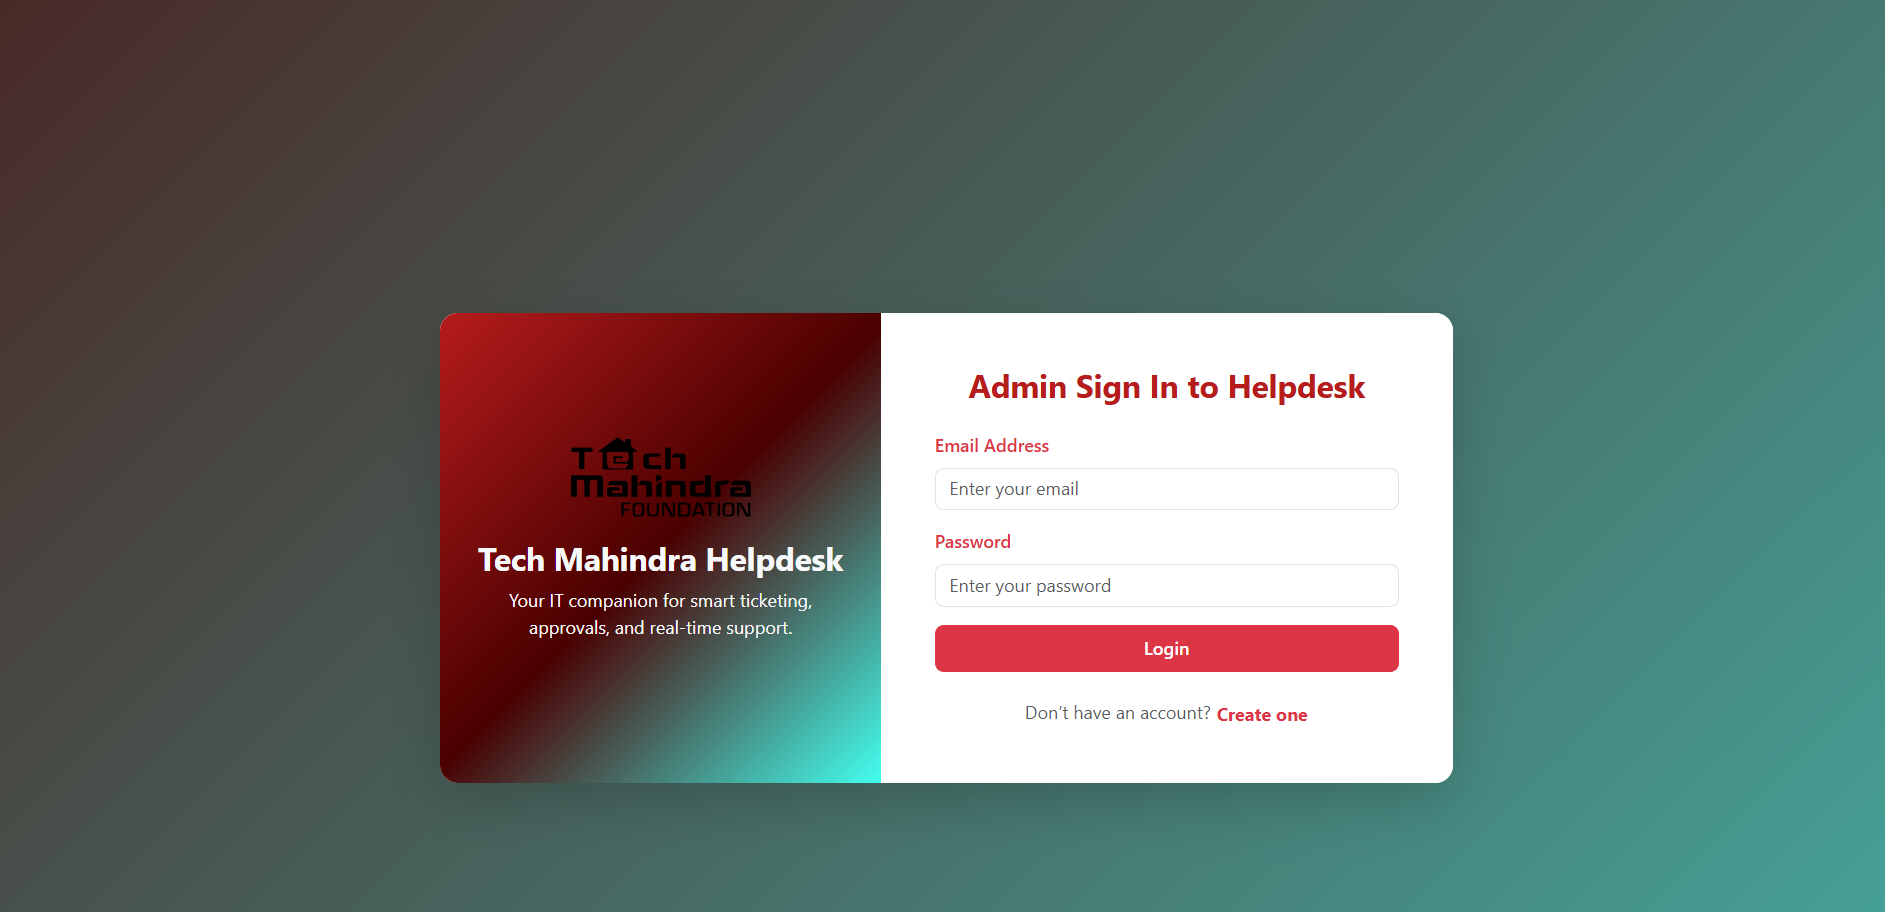 Tech
Mahindra
FOUNDATION
Tech Mahindra Helpdesk
Your IT companion for smart ticketing,
approvals, and real-time support.
Admin Sign In to Helpdesk
Email Address
Enter your email
Password
Enter your password
Login
Don’t have an account? Create one